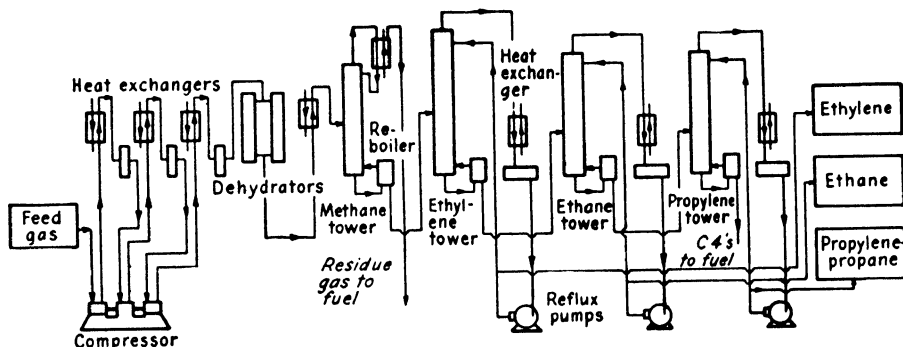 Heat exchangers
Feed
gas
Compressor
Dehydrators
Re-
boiler
Methane
tower
Residue
gas to
fuel
Ethyl-
ene
tower
Heat
exchan-
ger
Ethane
tower
Reflux
pumps
Propylene
tower
C4's
to fuel
Ethylene
Ethane
Propylene-
propane